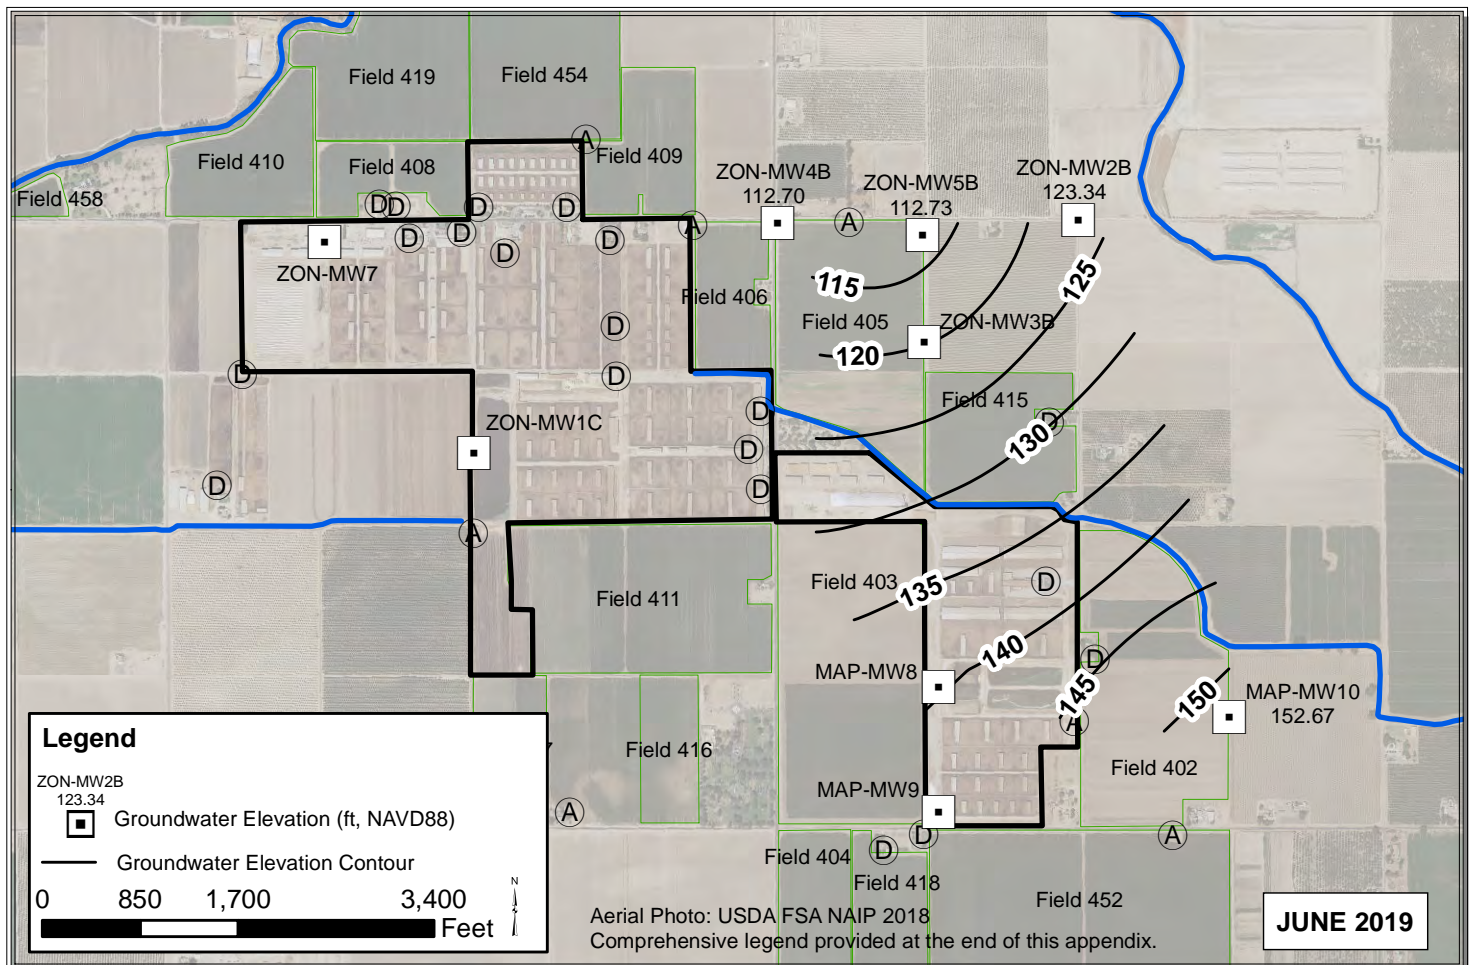 Field 419
Field 454
Field 410
Field 408
A
Field 409
Field 458
D
D
D
D
A
ZON-MW4B
112.70
A
ZON-MW5B
112.73
ZON-MW2B
123.34
ZON-MW7
D
D
D
D
115
125
Field 406
D
Field 405
ZON-MW3B
120
D
D
Field 415
D
D
130
ZON-MW1C
D
D
D
A
Field 403
135
D
Field 411
MAP-MW8
140
D
145
A
150
MAP-MW10
152.67
Field 416
Field 402
MAP-MW9
A
D
D
A
Field 404
Field 418
Field 452
Legend
ZON-MW2B
123.34
Groundwater Elevation (ft, NAVD88)
Groundwater Elevation Contour
0 850 1,700 3,400
Feet
N
Aerial Photo: USDA FSA NAIP 2018
Comprehensive legend provided at the end of this appendix.
JUNE 2019